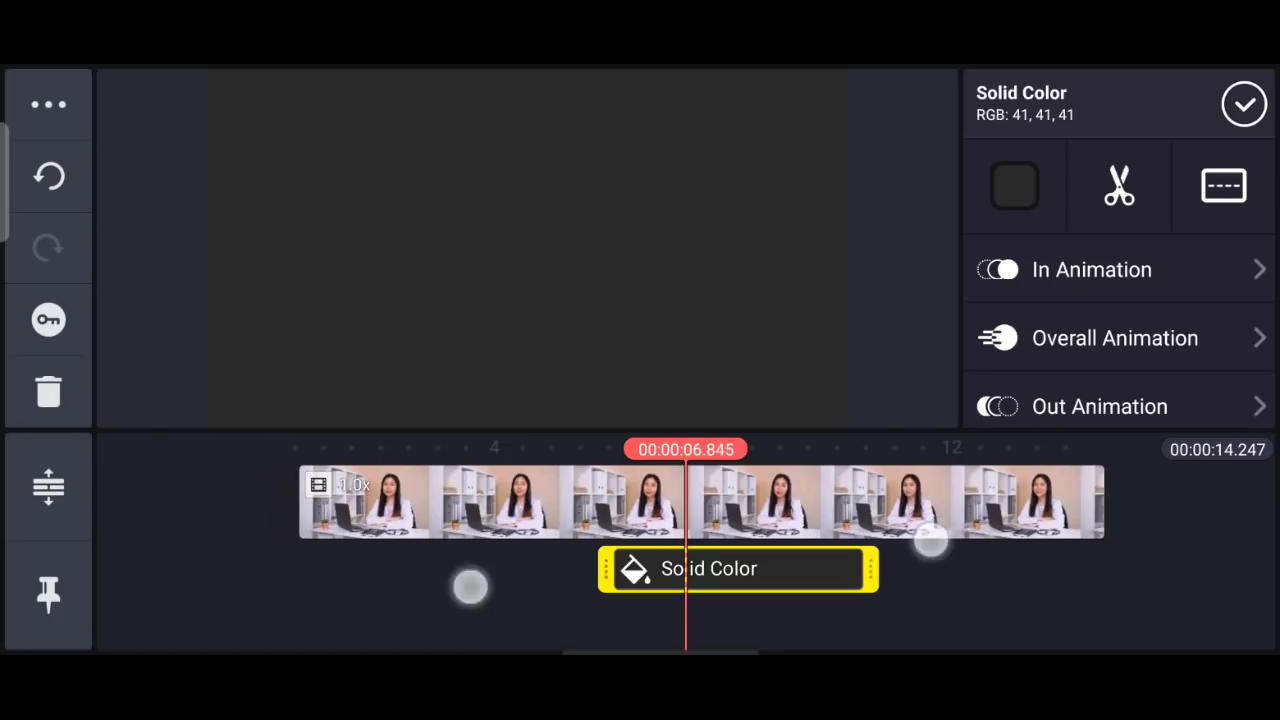 Solid Color
RGB: 41, 41, 41
In Animation
Overall Animation
Out Animation
4
00:00:06.845
12
00:00:14.247
1.0x
Solid Color